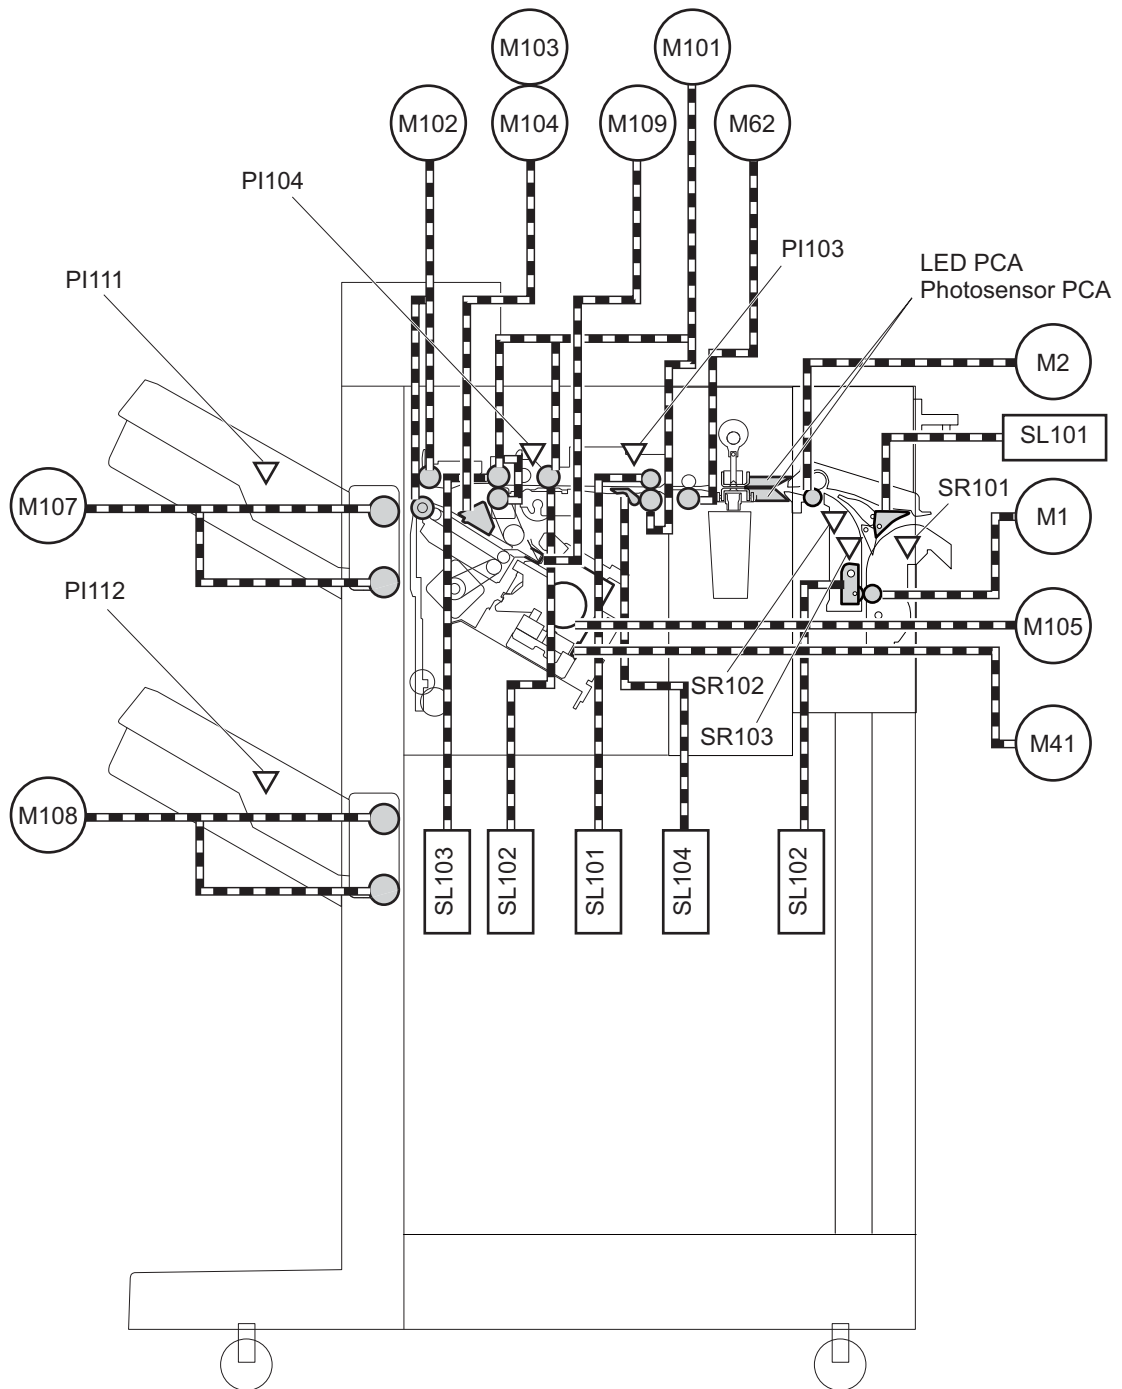 M103
M101
M102
M104
M109
M62
PI104
PI103
LED PCA
Photosensor PCA
PI111
M2
SL101
SR101
M107
M1
PI112
M105
SR102
SR103
M41
M108
SL103
SL102
SL101
SL104
SL102